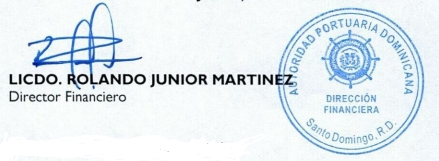 LICDO. ROLANDO JUNIOR MARTINEZ
Director Financiero
AUTORIDAD PORTUARIA DOMINICANA
DIRECCIÓN
FINANCIERA
Santo Domingo, R.D.